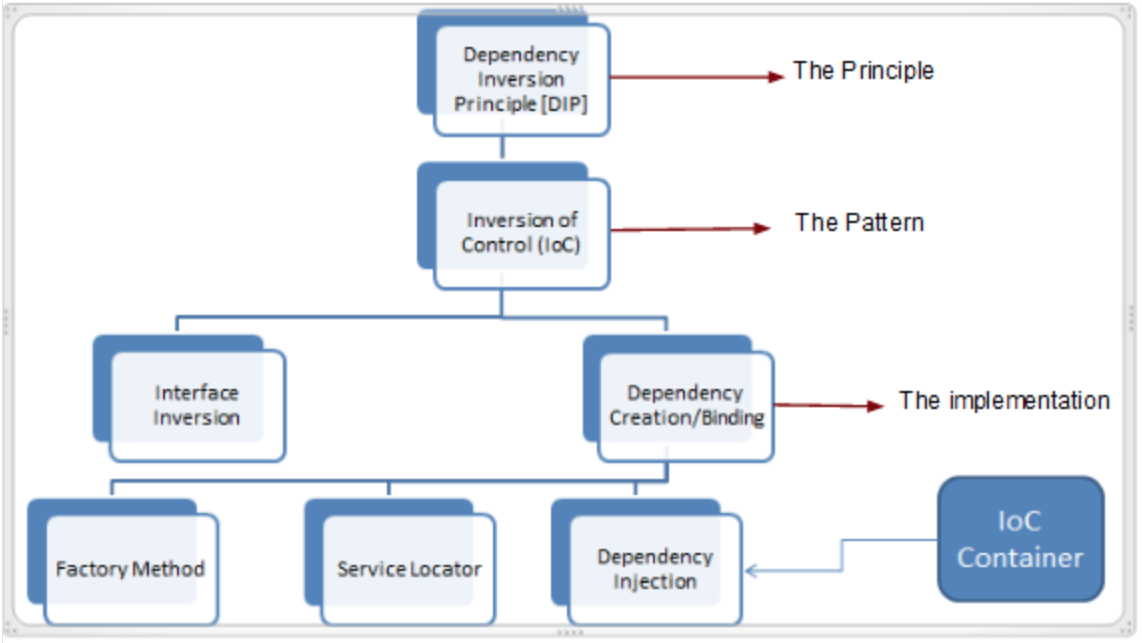 Dependency
Inversion
Principle [DIP]
The Principle
Inversion of
Control (IoC)
The Pattern
Interface
Inversion
Dependency
Creation/Binding
The implementation
Factory Method
Service Locator
Dependency
Injection
IoC
Container